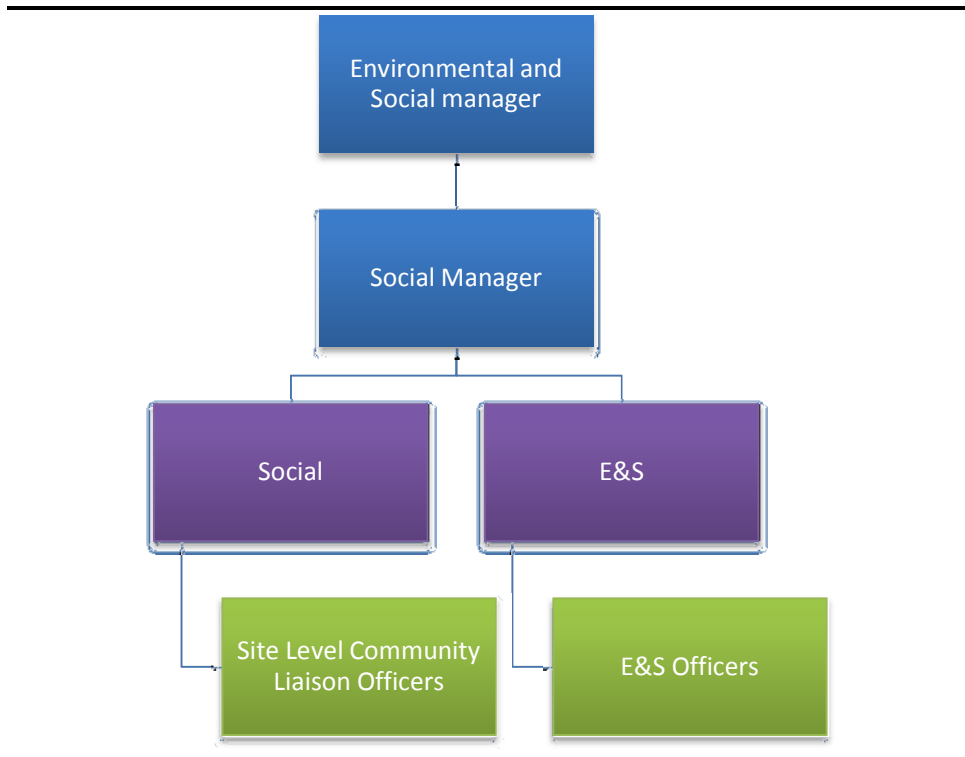 Environmental and
Social manager
Social Manager
Social
E&S
Site Level Community
Liaison Officers
E&S Officers